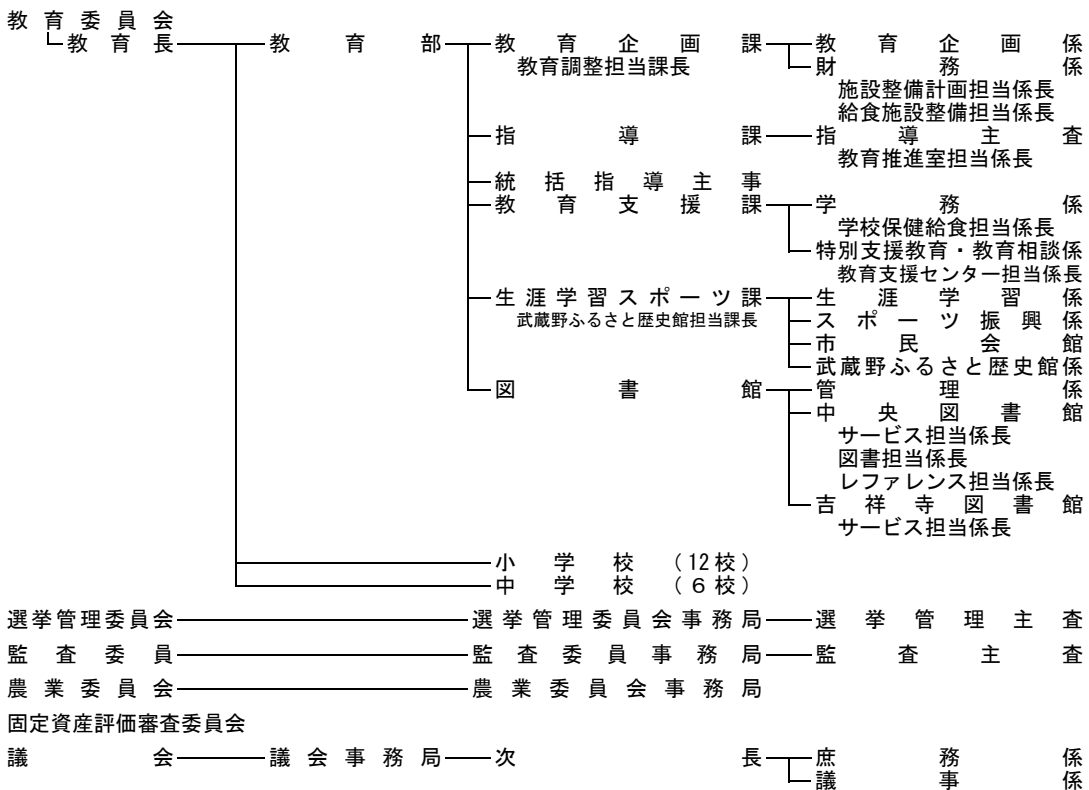 教育委員会
教育長 教育部 教育企画課 教育企画係
教育調整担当課長 財務係
施設整備計画担当係長
給食施設整備担当係長
指導課 指導主査
教育推進室担当係長
統括指導主事
教育支援課 学務係
学校保健給食担当係長
特別支援教育・教育相談係
教育支援センター担当係長
生涯学習スポーツ課 生涯学習係
武蔵野ふるさと歴史館担当課長 スポーツ振興係
市民会館
武蔵野ふるさと歴史館係
図書館 管理係
中央図書館
サービス担当係長
図書担当係長
レファレンス担当係長
吉祥寺図書館
サービス担当係長
小学校(12校)
中学校(6校)
選挙管理委員会 選挙管理委員会事務局 選挙管理主査
監査委員 監査委員事務局 監査主査
農業委員会 農業委員会事務局
固定資産評価審査委員会
議会 議会事務局 次長 庶務係
議事係